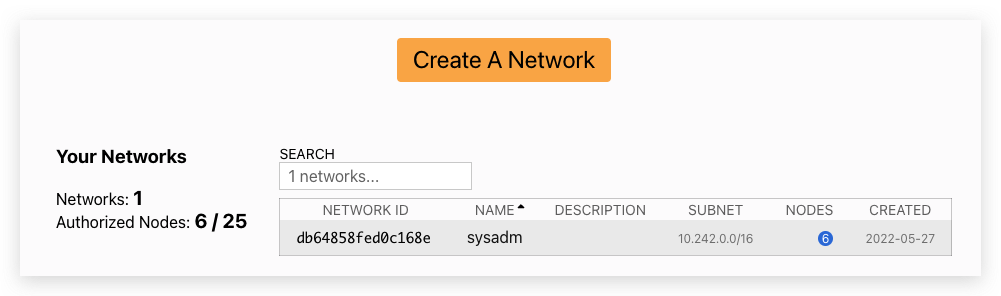 Create A Network
Your Networks
Networks: 1
Authorized Nodes: 6 / 25
SEARCH
1 networks...
NETWORK ID NAME DESCRIPTION SUBNET NODES CREATED
db64858fed0c168e sysadm 10.242.0.0/16 6 2022-05-27